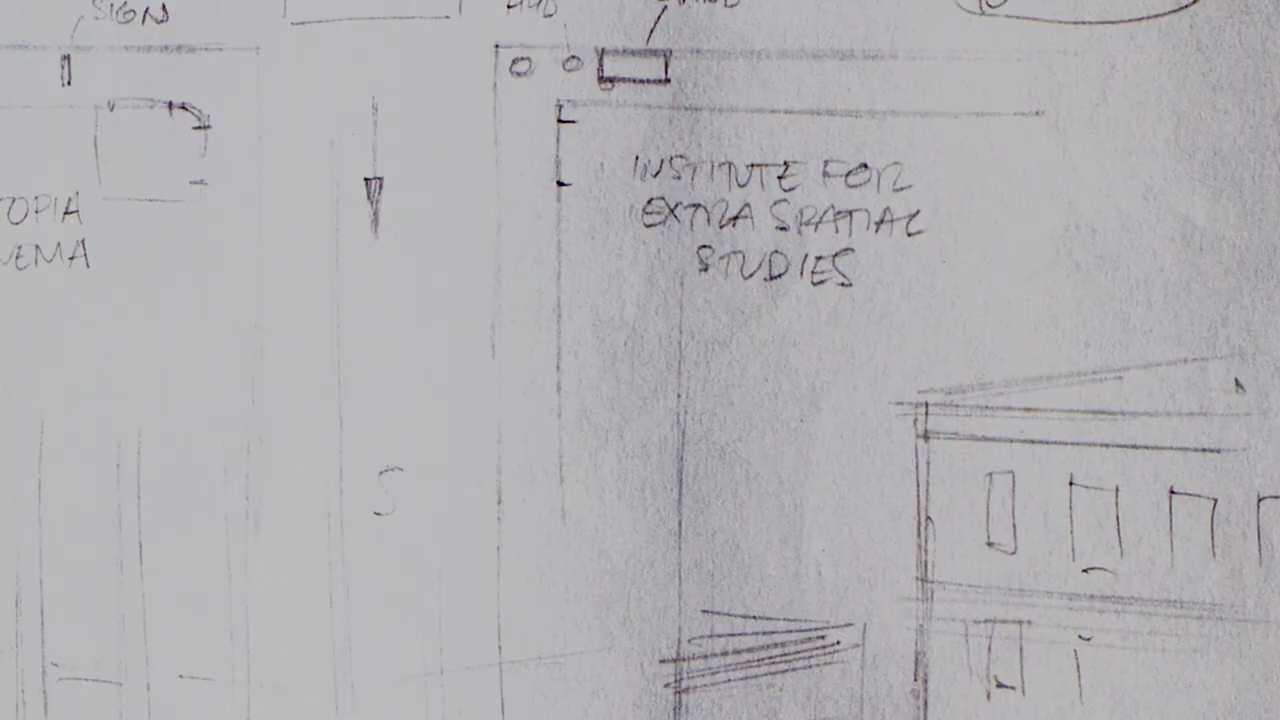 SIGN
INSTITUTE FOR
EXTRA SPATIAL
STUDIES
TOPIA
NEMA
S